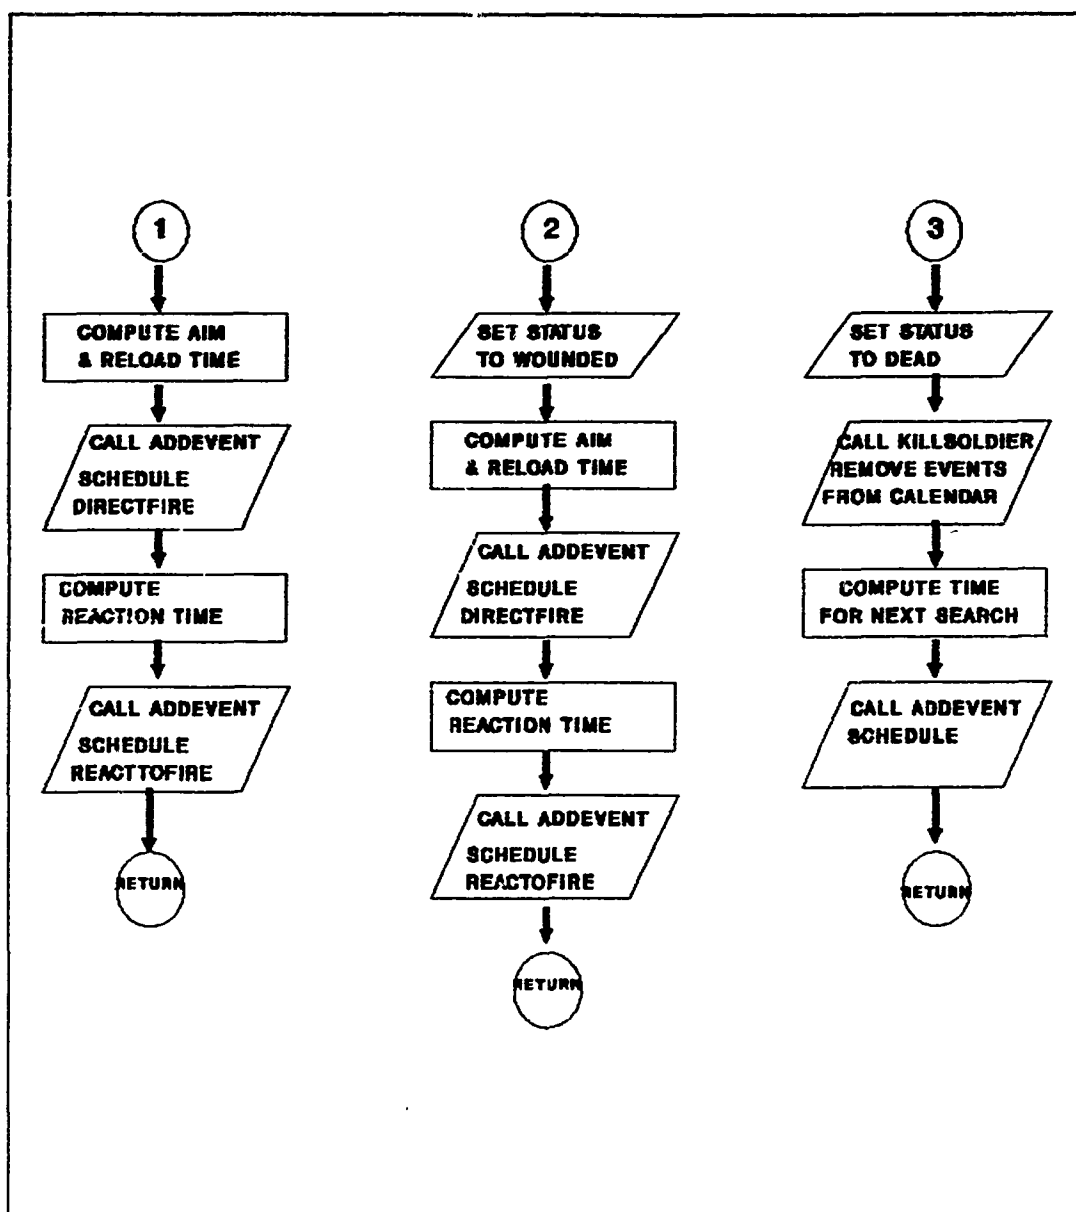 1
COMPUTE AIM
& RELOAD TIME
CALL ADDEVENT
SCHEDULE
DIRECTFIRE
COMPUTE
REACTION TIME
CALL ADDEVENT
SCHEDULE
REACTTOFIRE
RETURN
2
SET STATUS
TO WOUNDED
COMPUTE AIM
& RELOAD TIME
CALL ADDEVENT
SCHEDULE
DIRECTFIRE
COMPUTE
REACTION TIME
CALL ADDEVENT
SCHEDULE
REACTOFIRE
RETURN
3
SET STATUS
TO DEAD
CALL KILLSOLDIER
REMOVE EVENTS
FROM CALENDAR
COMPUTE TIME
FOR NEXT SEARCH
CALL ADDEVENT
SCHEDULE
RETURN